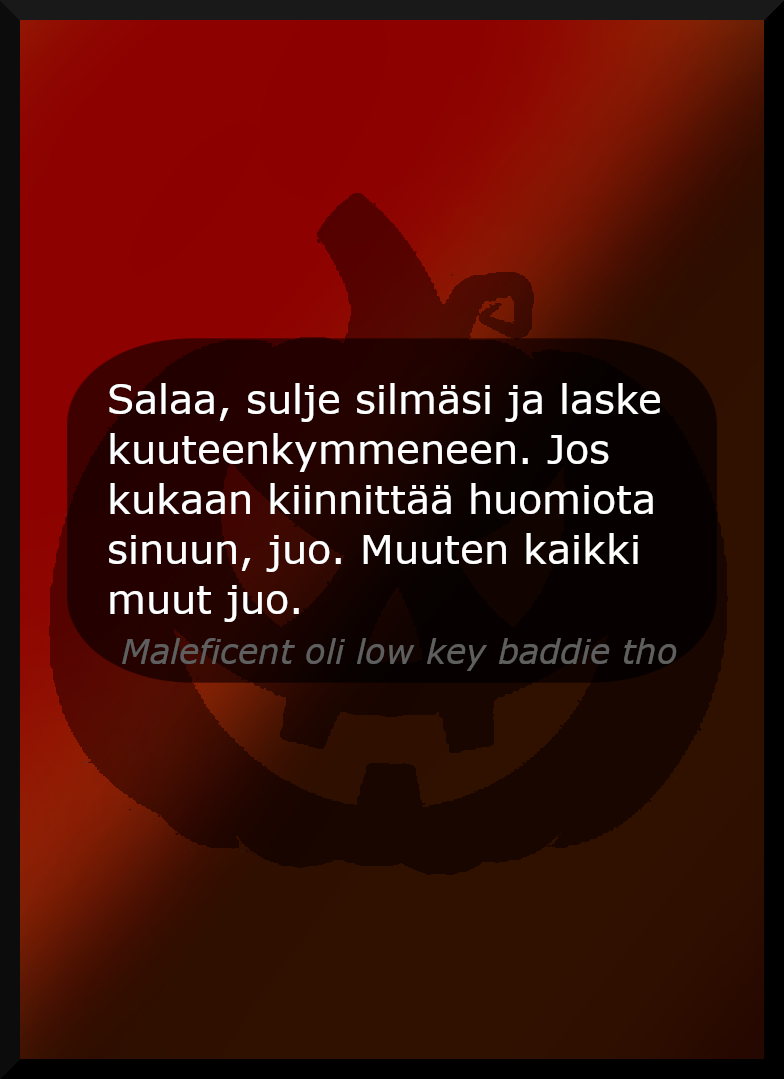 Salaa, sulje silmäsi ja laske
kuuteenkymmeneen. Jos
kukaan kiinnittää huomiota
sinuun, juo. Muuten kaikki
muut juo.
Maleficent oli low key baddie tho